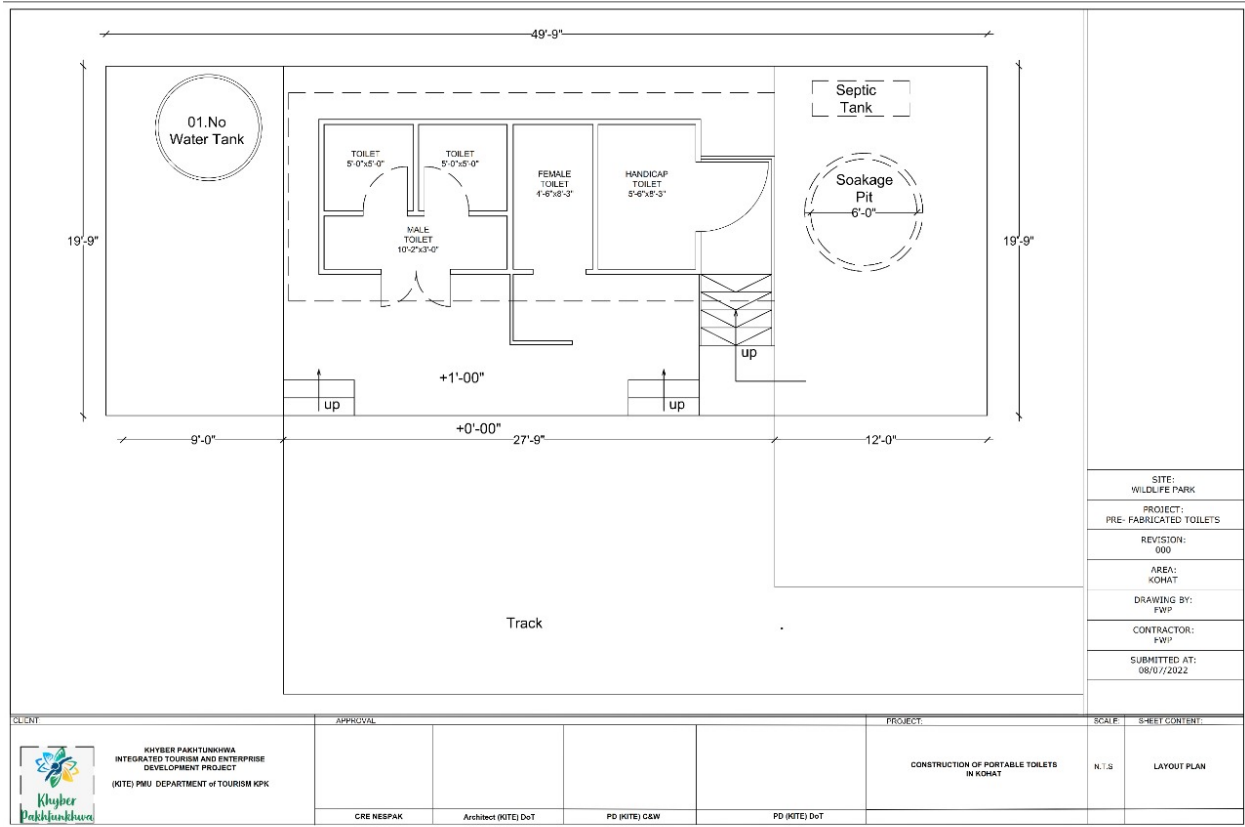 49'-9"
01.No
Water Tank
Septic
Tank
TOILET
5'-0"x5'-0"
TOILET
5'-0"x5'-0"
FEMALE
TOILET
4'-6"x8'-3"
HANDICAP
TOILET
5'-6"x8'-3"
Soakage
Pit
6'-0"
MALE
TOILET
10'-2"x3'-0"
19'-9"
19'-9"
up
+1'-00"
up
up
+0'-00"
9'-0"
27'-9"
12'-0"
Track
SITE:
WILDLIFE PARK
PROJECT:
PRE- FABRICATED TOILETS
REVISION:
000
AREA:
KOHAT
DRAWING BY:
FWP
CONTRACTOR:
FWP
SUBMITTED AT:
08/07/2022
CLIENT
APPROVAL
PROJECT:
SCALE:
SHEET CONTENT:
KHYBER PAKHTUNKHWA
INTEGRATED TOURISM AND ENTERPRISE
DEVELOPMENT PROJECT
(KITE) PMU DEPARTMENT of TOURISM KPK
Khyber
Pakhtunkhwa
CONSTRUCTION OF PORTABLE TOILETS
IN KOHAT
N.T.S
LAYOUT PLAN
CRE NESPAK
Architect (KITE) DoT
PD (KITE) C&W
PD (KITE) DoT